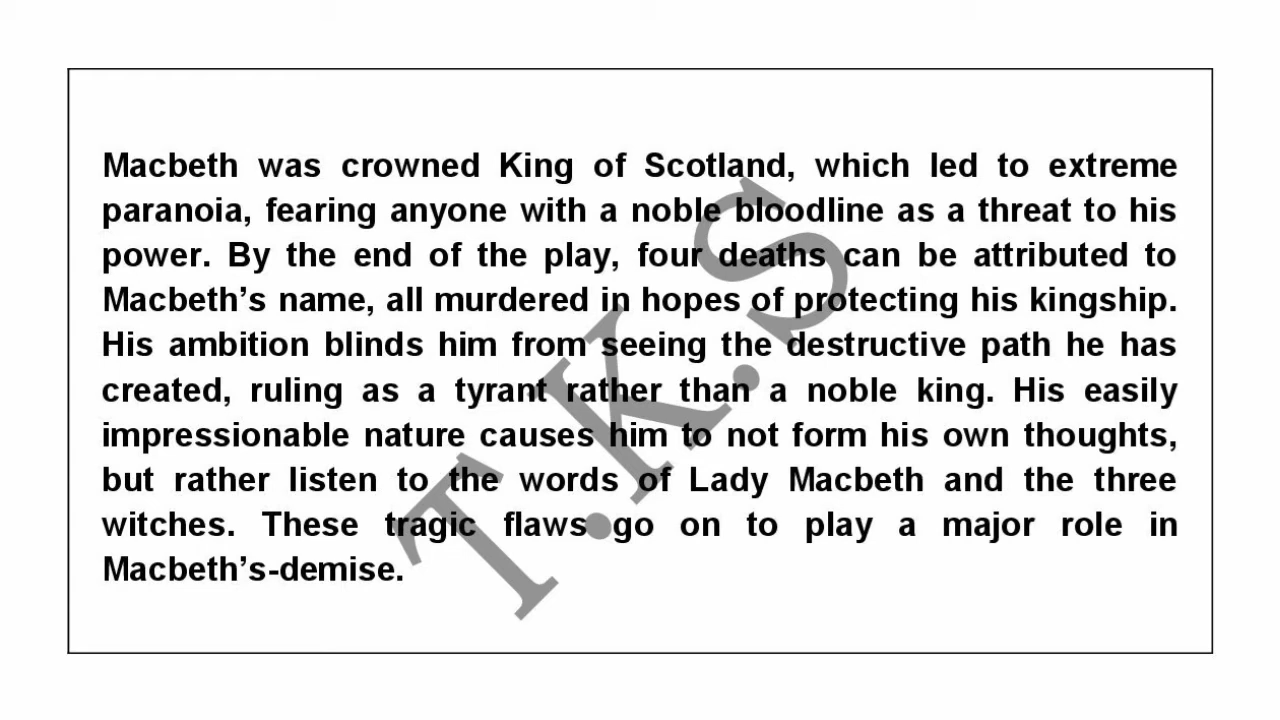 Macbeth was crowned King of Scotland, which led to extreme
paranoia, fearing anyone with a noble bloodline as a threat to his
power. By the end of the play, four deaths can be attributed to
Macbeth’s name, all murdered in hopes of protecting his kingship.
His ambition blinds him from seeing the destructive path he has
created, ruling as a tyrant rather than a noble king. His easily
impressionable nature causes him to not form his own thoughts,
but rather listen to the words of Lady Macbeth and the three
witches. These tragic flaws go on to play a major role in
Macbeth’s-demise.
T.K.S